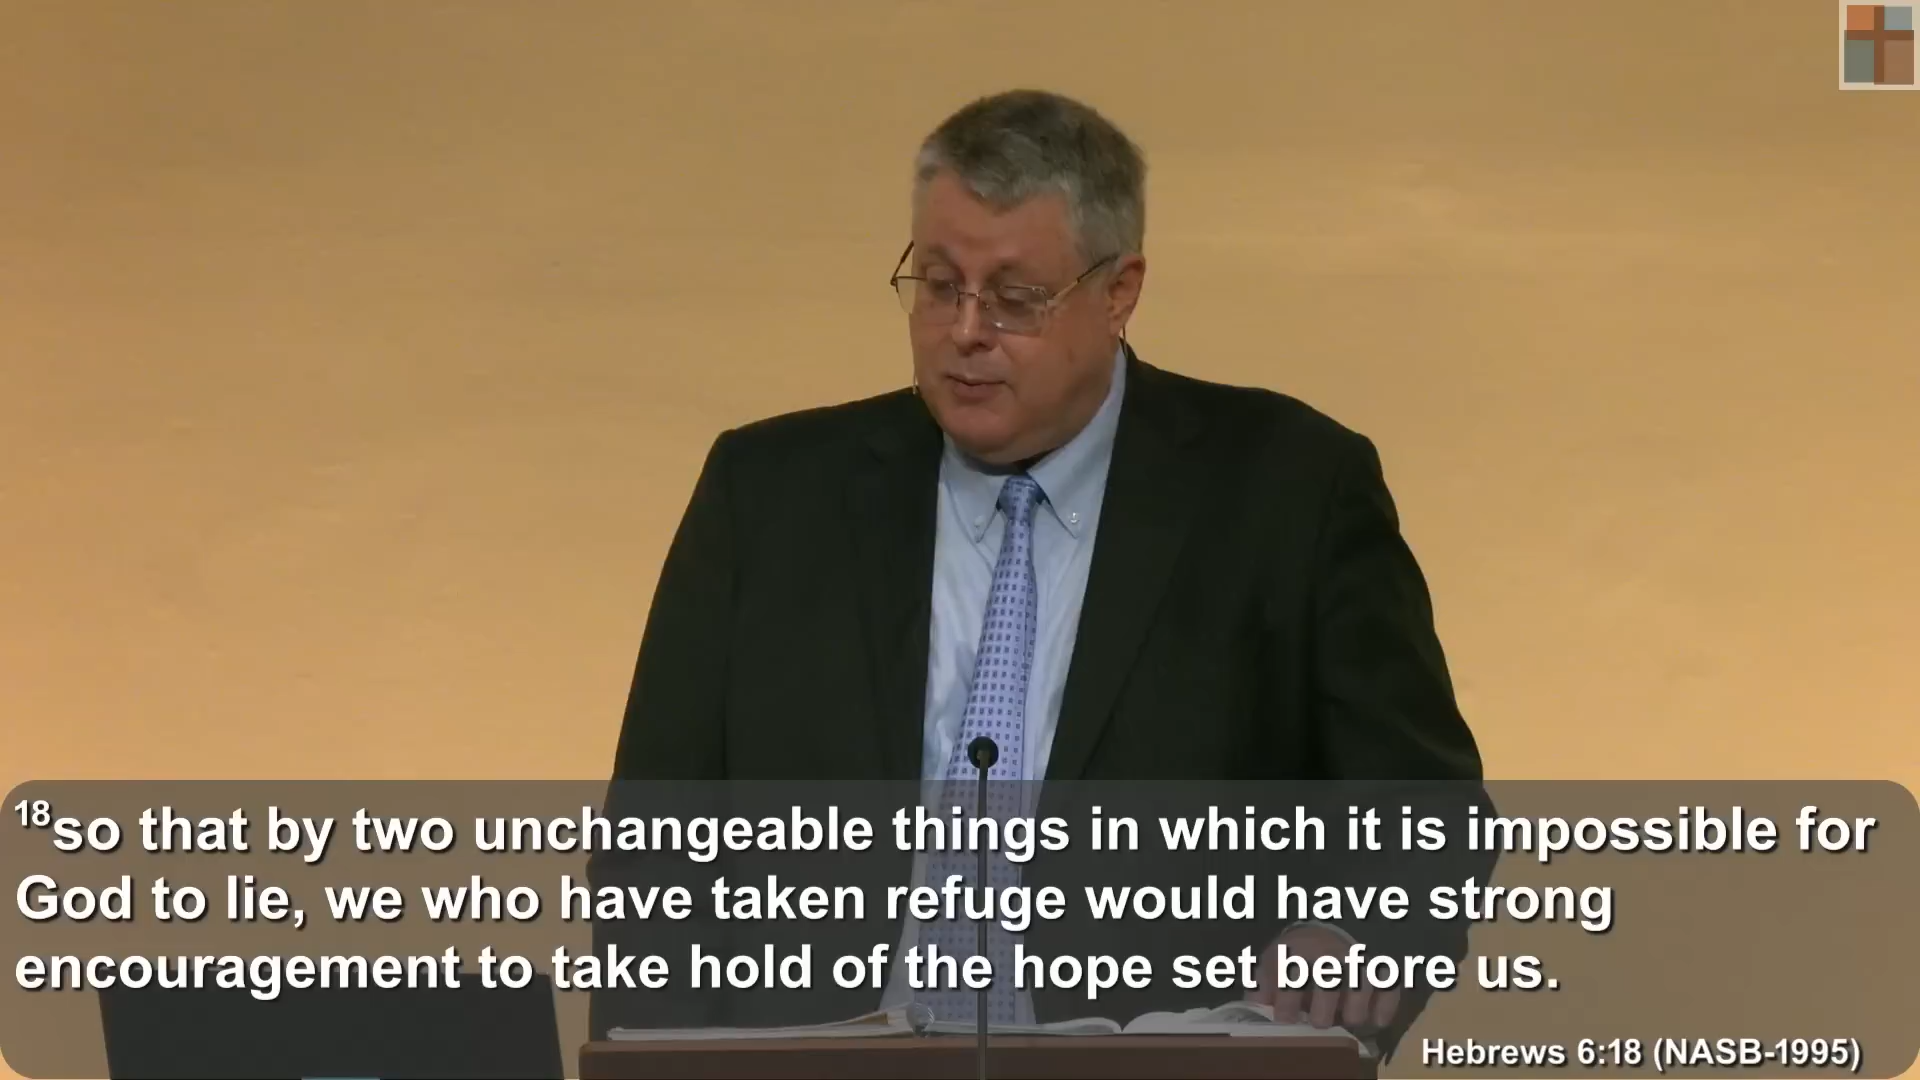 18so that by two unchangeable things in which it is impossible for
God to lie, we who have taken refuge would have strong
encouragement to take hold of the hope set before us.
Hebrews 6:18 (NASB-1995)